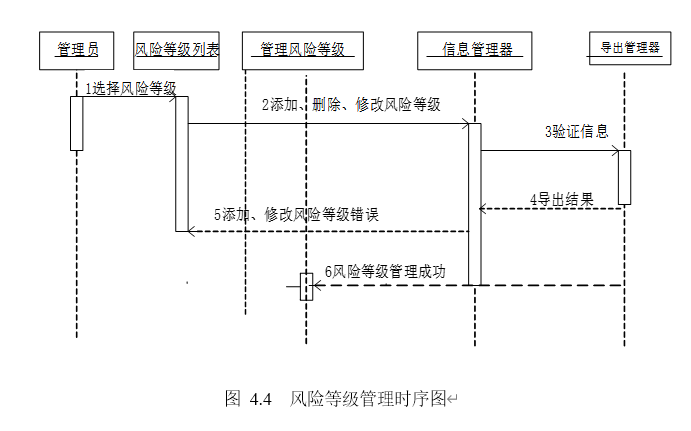 管理员 风险等级列表 管理风险等级 信息管理器 导出管理器
1选择风险等级
2添加、删除、修改风险等级
3验证信息
4导出结果
5添加、修改风险等级错误
6风险等级管理成功
图 4.4 风险等级管理时序图↵